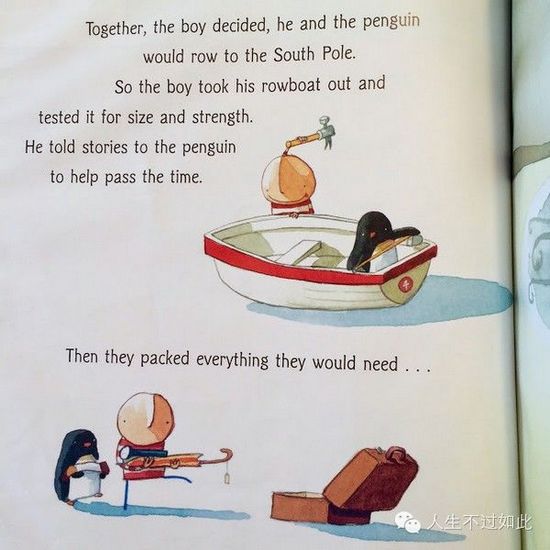 Together, the boy decided, he and the penguin
would row to the South Pole.
So the boy took his rowboat out and
tested it for size and strength.
He told stories to the penguin
to help pass the time.
Then they packed everything they would need . . .
人生不过如此